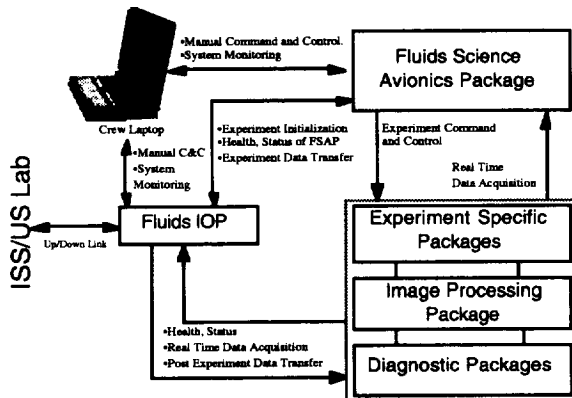 •Manual Command and Control.
•System Monitoring
Fluids Science
Avionics Package
Crew Laptop
•Experiment Initialization
•Health, Status of FSAP
•Experiment Data Transfer
Experiment Command
and Control
•Manual C&C
•System
Monitoring
Real Time
Data Acquisition
ISS/US Lab
Up/Down Link
Fluids IOP
Experiment Specific
Packages
Image Processing
Package
Diagnostic Packages
•Health, Status
•Real Time Data Acquisition
•Post Experiment Data Transfer